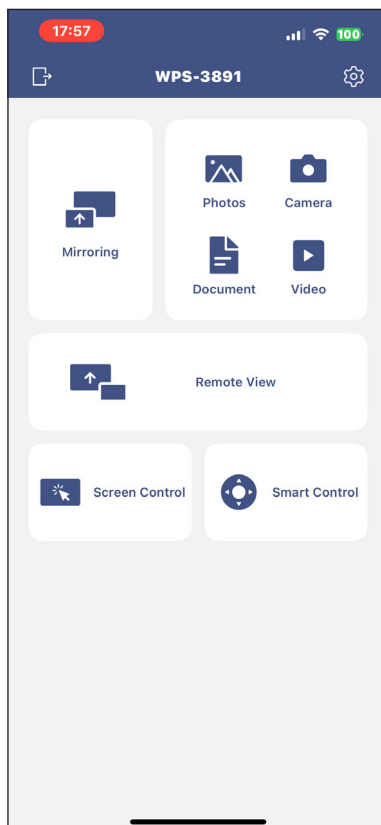 17:57
100
WPS-3891
Mirroring
Photos
Camera
Document
Video
Remote View
Screen Control
Smart Control